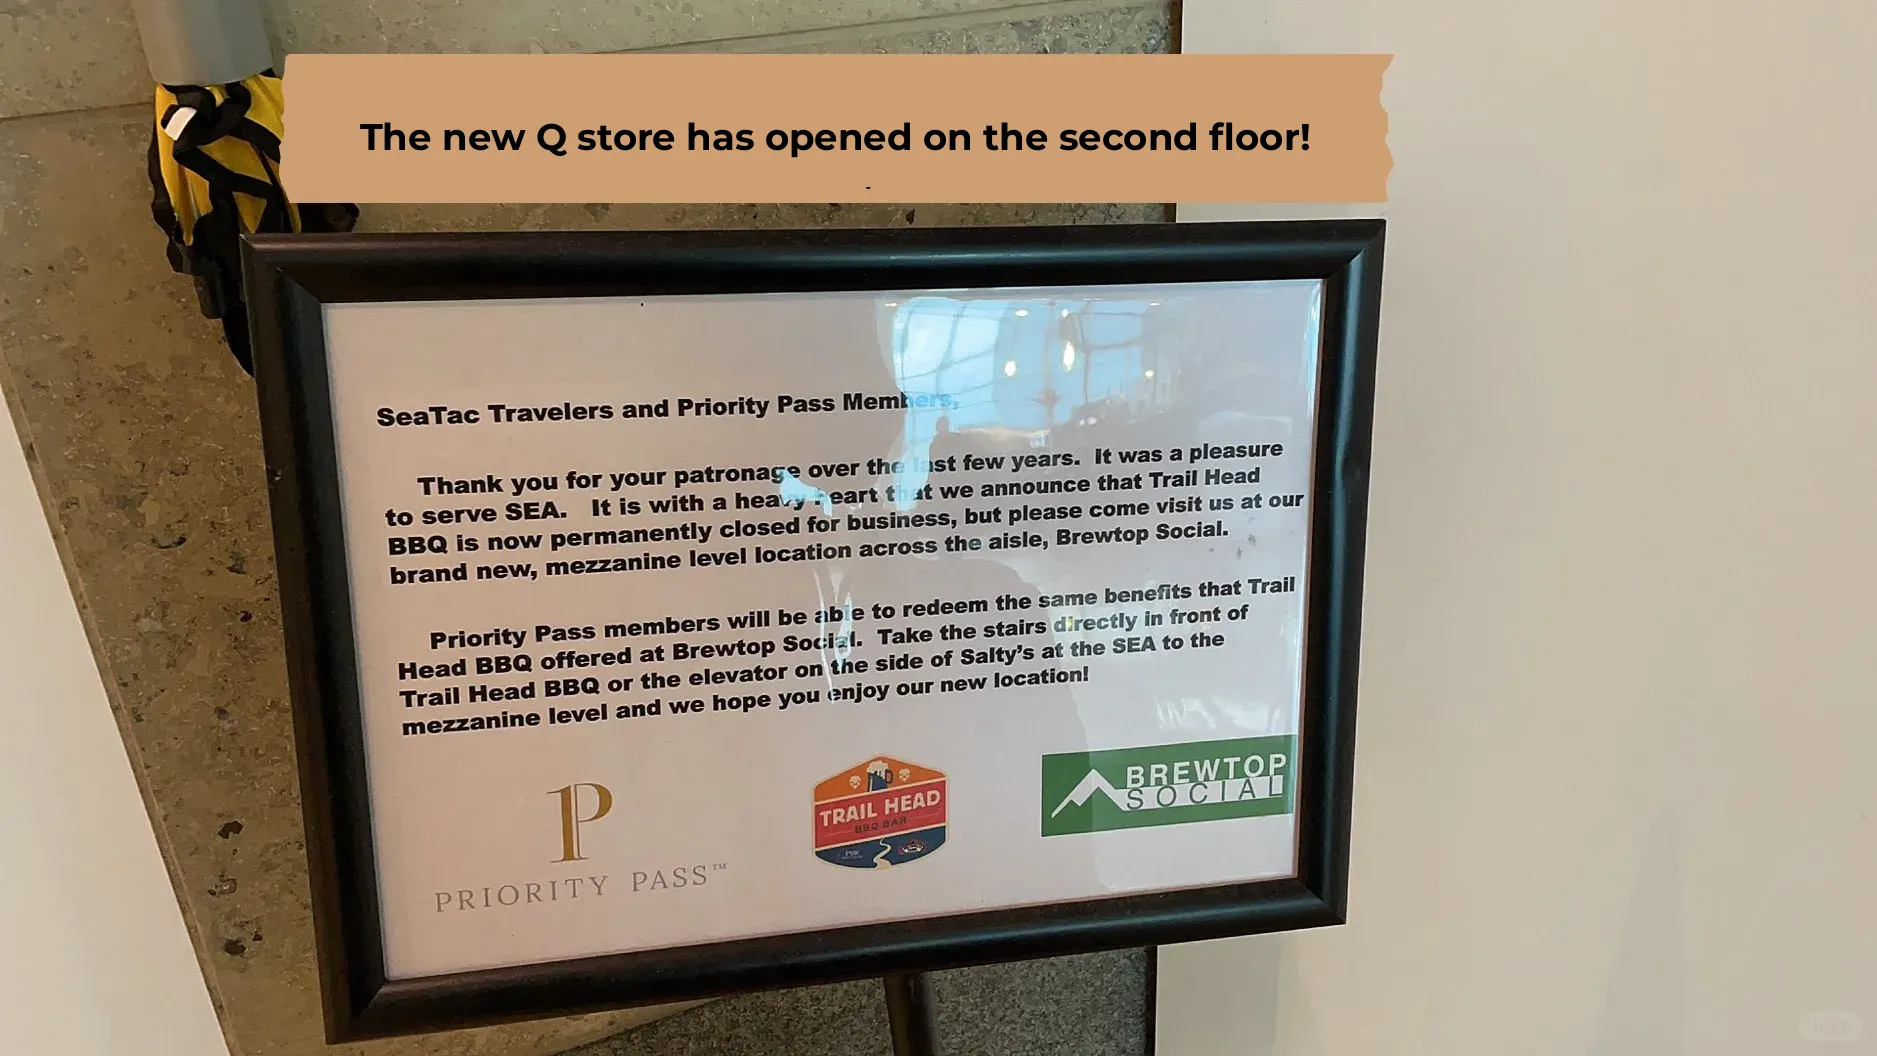 The new Q store has opened on the second floor!
SeaTac Travelers and Priority Pass Members,
Thank you for your patronage over the last few years. It was a pleasure
to serve SEA. It is with a heavy heart that we announce that Trail Head
BBQ is now permanently closed for business, but please come visit us at our
brand new, mezzanine level location across the aisle, Brewtop Social.
Priority Pass members will be able to redeem the same benefits that Trail
Head BBQ offered at Brewtop Social. Take the stairs directly in front of
Trail Head BBQ or the elevator on the side of Salty's at the SEA to the
mezzanine level and we hope you enjoy our new location!
P
PRIORITY PASS™
TRAIL HEAD
BBQ BAR
BREWTOP
SOCIAL